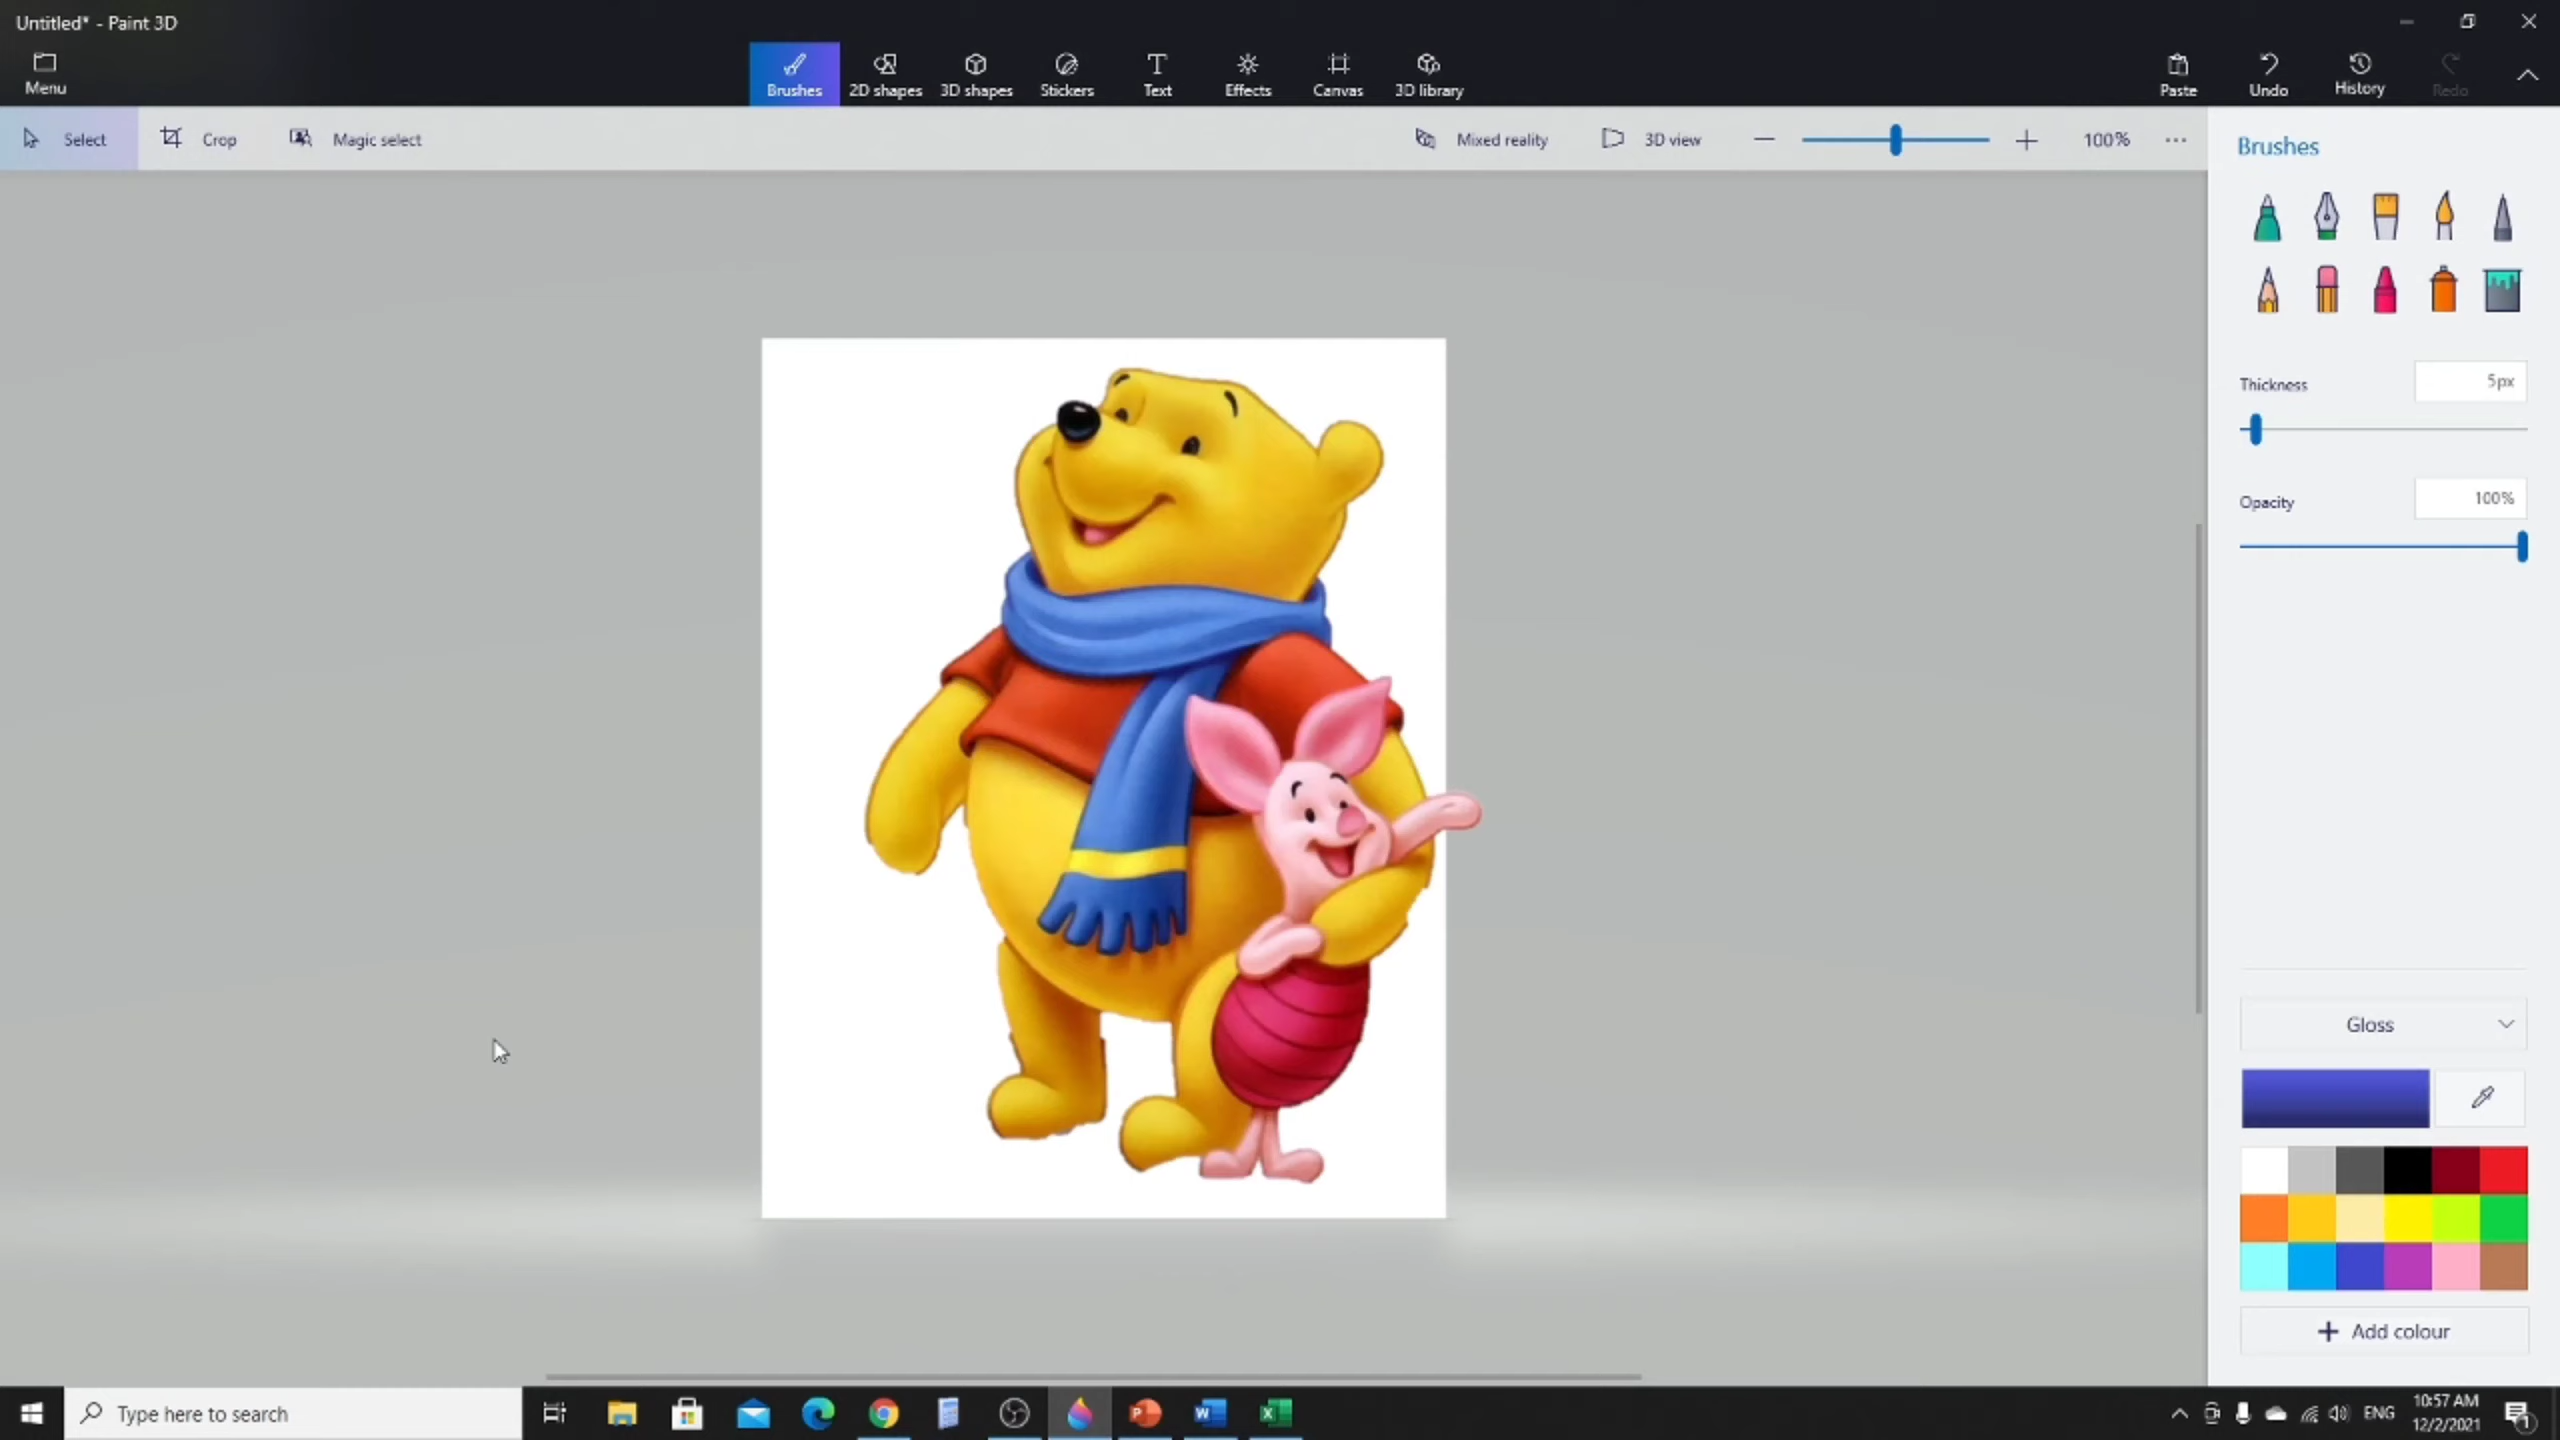 Untitled* - Paint 3D
Menu
Brushes
2D shapes
3D shapes
Stickers
Text
Effects
Canvas
3D library
Paste
Undo
History
Redo
Select
Crop
Magic select
Mixed reality
3D view
100%
Brushes
Thickness
5px
Opacity
100%
Gloss
Add colour
Type here to search
ENG
10:57 AM
12/2/2021
1